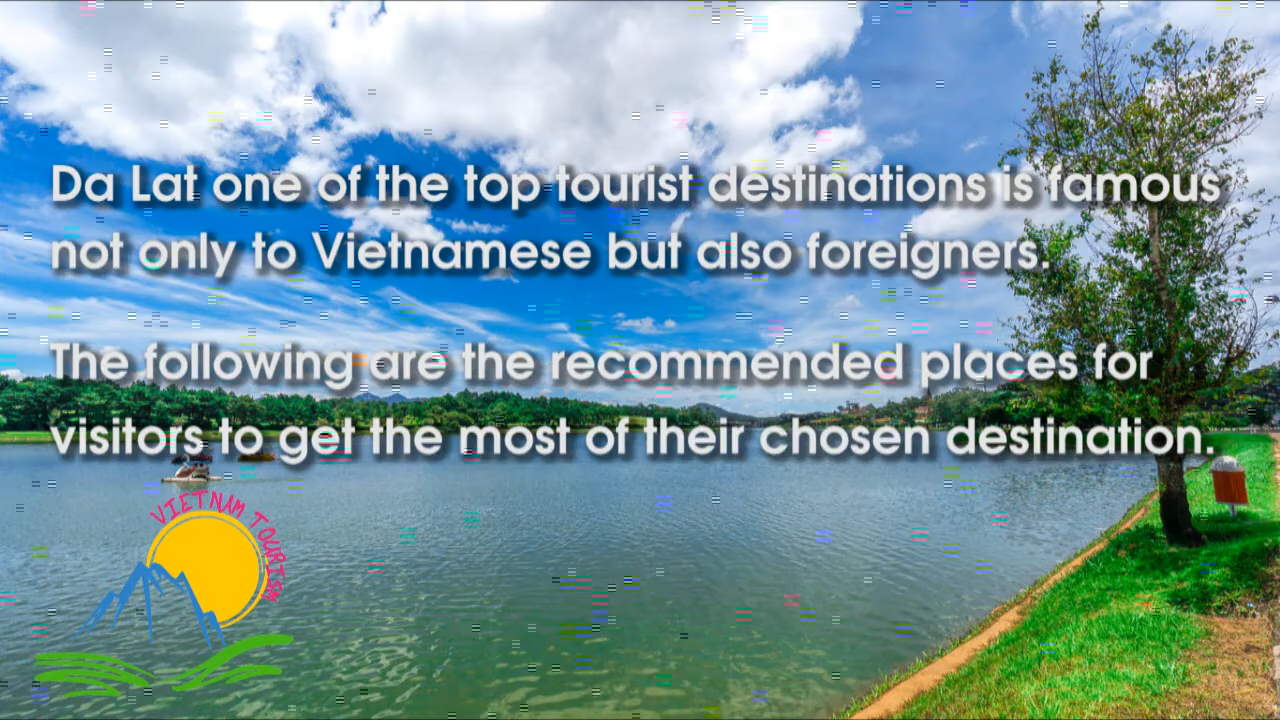 Da Lat one of the top tourist destinations is famous
not only to Vietnamese but also foreigners.
The following are the recommended places for
visitors to get the most of their chosen destination.
VIETNAM TOURISM